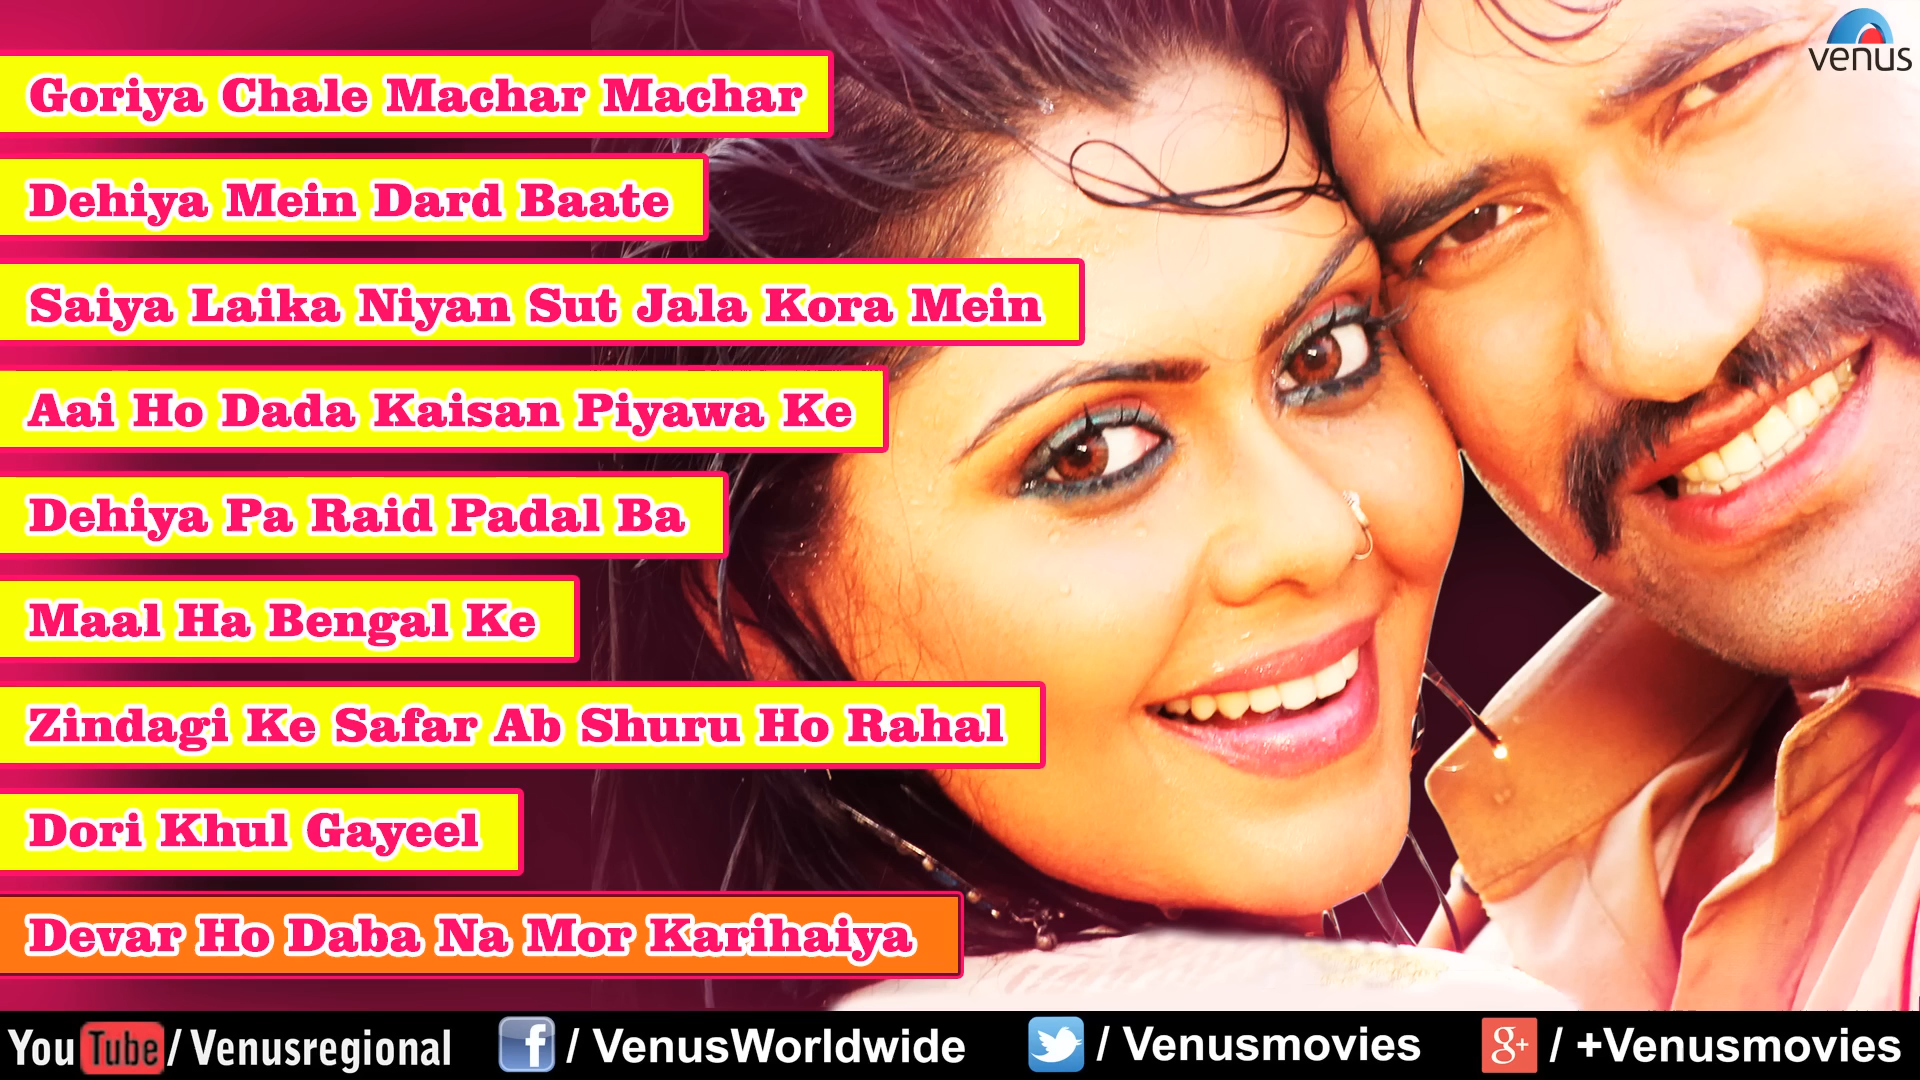 venus
Goriya Chale Machar Machar
Dehiya Mein Dard Baate
Saiya Laika Niyan Sut Jala Kora Mein
Aai Ho Dada Kaisan Piyawa Ke
Dehiya Pa Raid Padal Ba
Maal Ha Bengal Ke
Zindagi Ke Safar Ab Shuru Ho Rahal
Dori Khul Gayeel
Devar Ho Daba Na Mor Karihaiya
You Tube / Venusregional f / VenusWorldwide / Venusmovies g+ / +Venusmovies